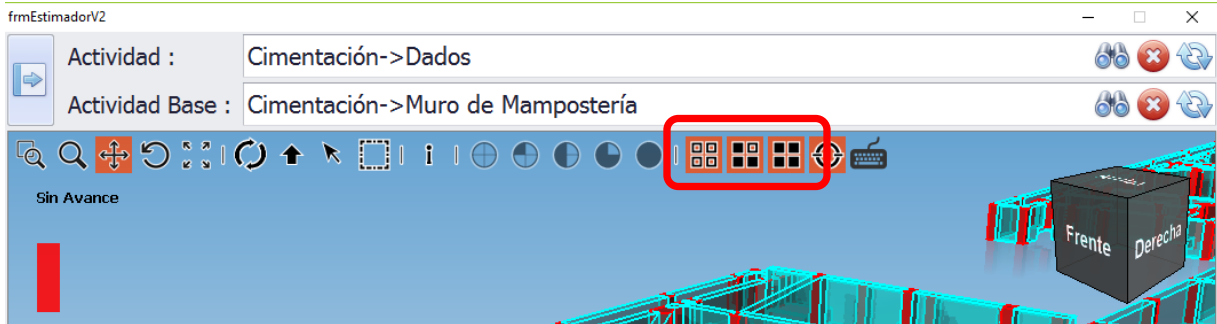 frmEstimadorV2
Actividad : Cimentación->Dados
Actividad Base : Cimentación->Muro de Mampostería
Sin Avance
Frente Derecha